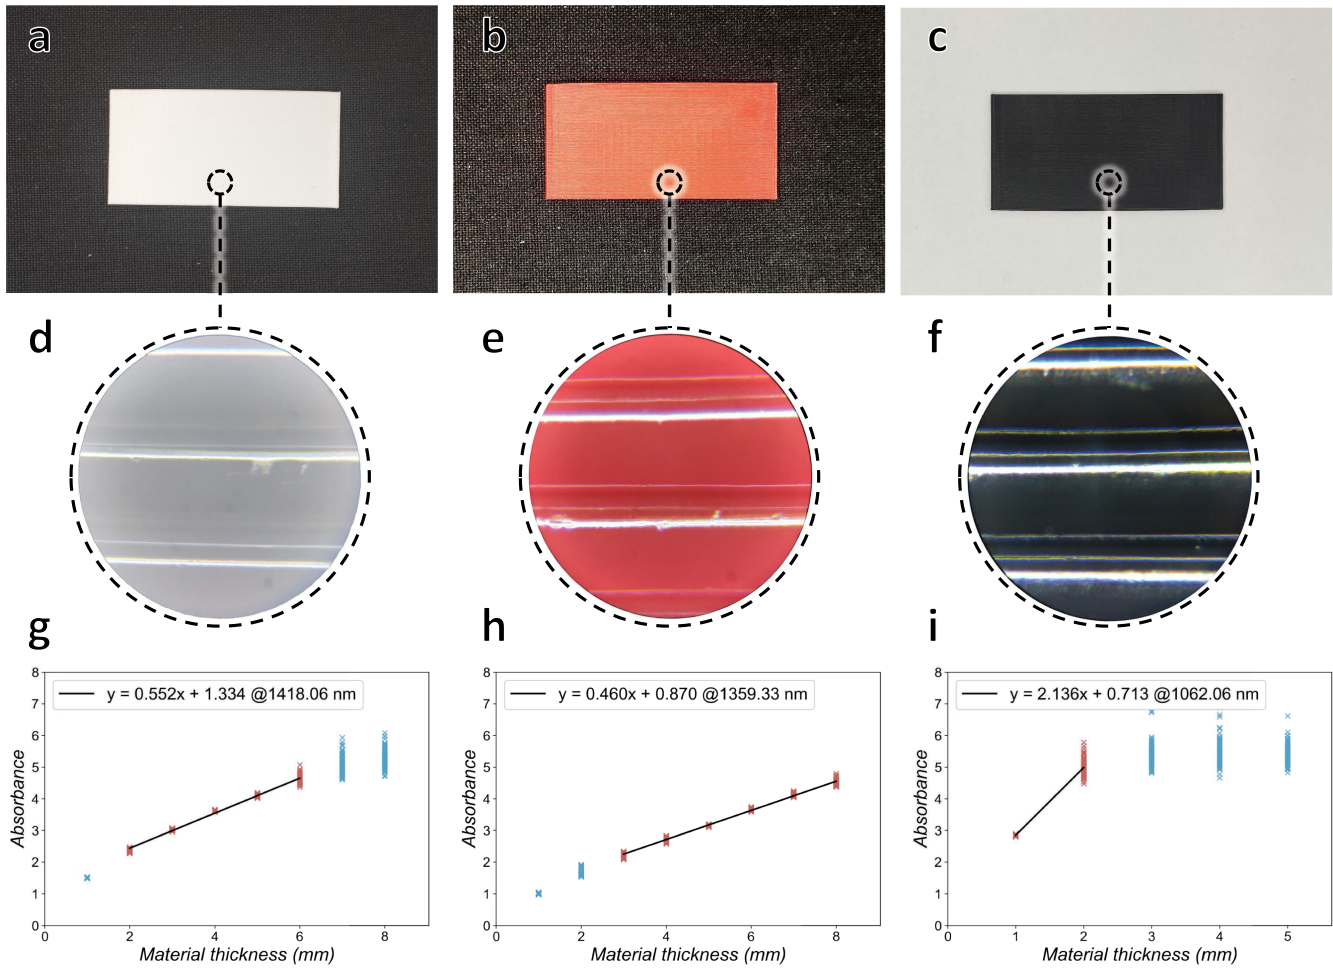 a b c
d e f
g h i
y = 0.552x + 1.334 @1418.06 nm
8
7
6
5
4
3
2
1
0
Absorbance
0 2 4 6 8
Material thickness (mm)
y = 0.460x + 0.870 @1359.33 nm
8
7
6
5
4
3
2
1
0
Absorbance
0 2 4 6 8
Material thickness (mm)
y = 2.136x + 0.713 @1062.06 nm
8
7
6
5
4
3
2
1
0
Absorbance
0 1 2 3 4 5
Material thickness (mm)